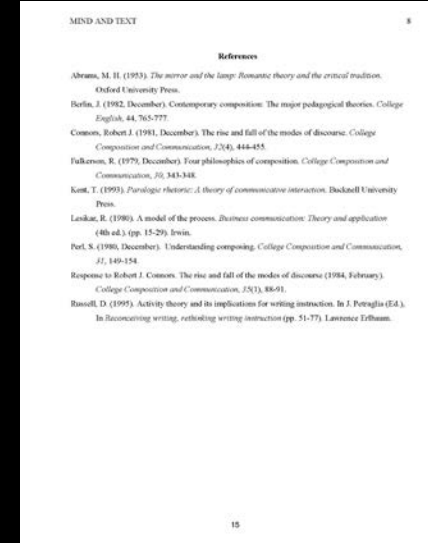 MIND AND TEXT 8
References
Abrams, M. H. (1953). The mirror and the lamp: Romantic theory and the critical tradition.
Oxford University Press.
Berlin, J. (1982, December). Contemporary composition: The major pedagogical theories. College
English, 44, 765-777.
Connors, Robert J. (1981, December). The rise and fall of the modes of discourse. College
Composition and Communication, 32(4), 444-455.
Fulkerson, R. (1979, December). Four philosophies of composition. College Composition and
Communication, 30, 343-348.
Kent, T. (1993). Paralogic rhetoric: A theory of communicative interaction. Bucknell University
Press.
Lesikar, R. (1980). A model of the process. Business communication: Theory and application
(4th ed.). (pp. 15-29). Irwin.
Perl, S. (1980, December). Understanding composing. College Composition and Communication,
31, 149-154.
Response to Robert J. Connors. The rise and fall of the modes of discourse (1984, February).
College Composition and Communication, 35(1), 88-91.
Russell, D. (1995). Activity theory and its implications for writing instruction. In J. Petraglia (Ed.),
In Reconceiving writing, rethinking writing instruction (pp. 51-77). Lawrence Erlbaum.
15